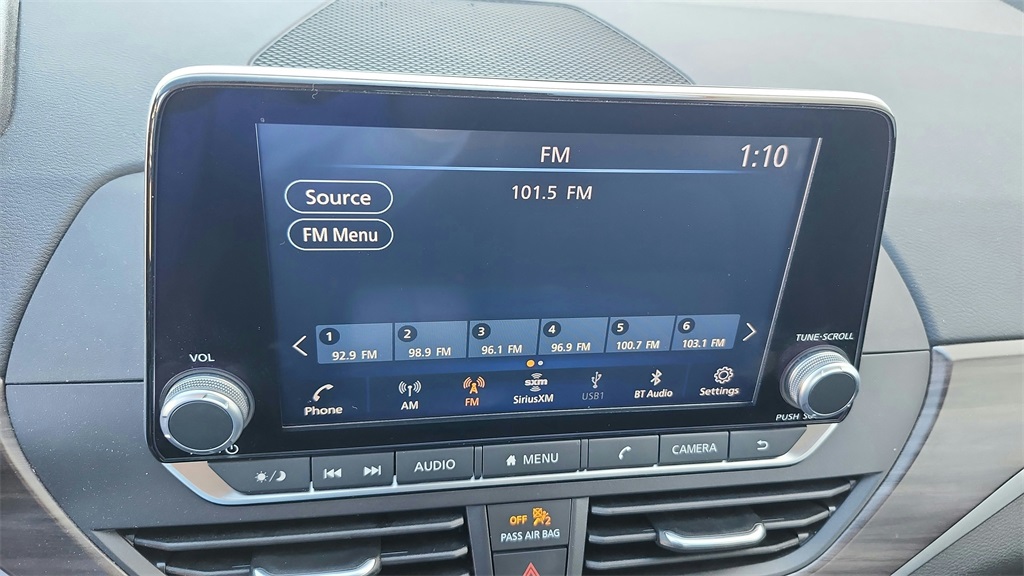 FM 1:10
Source 101.5 FM
FM Menu
1 2 3 4 5 6
92.9 FM 98.9 FM 96.1 FM 96.9 FM 100.7 FM 103.1 FM
VOL TUNE-SCROLL
sxm
Phone AM FM SiriusXM USB1 BT Audio Settings
PUSH
AUDIO MENU CAMERA
OFF 2
PASS AIR BAG